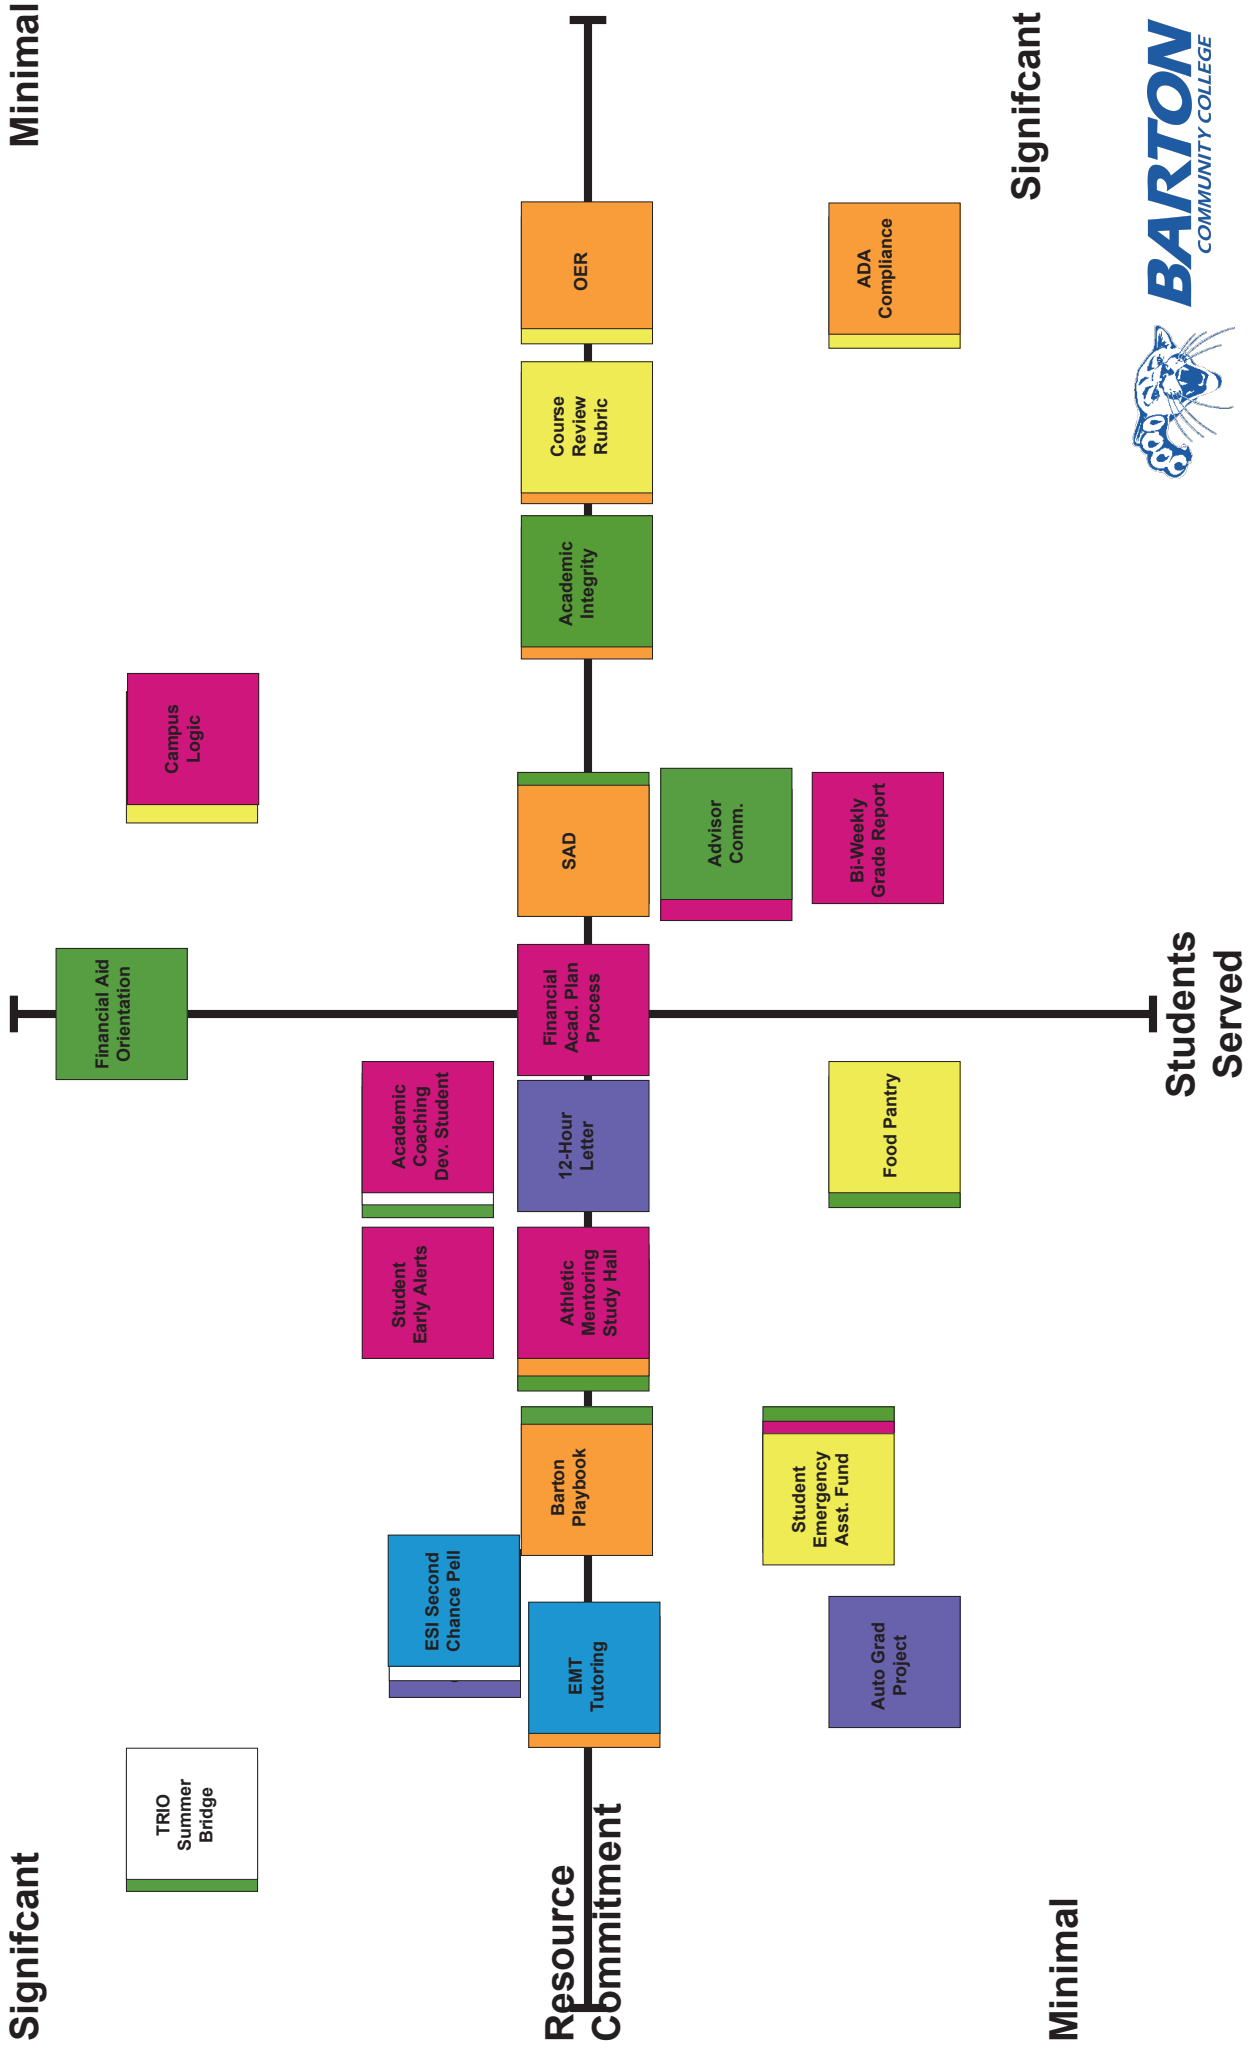 Signifcant
Minimal
Financial Aid
Orientation
TRIO
Summer
Bridge
Campus
Logic
ESI Second
Chance Pell
Student
Early Alerts
Academic
Coaching
Dev. Student
Resource
Commitment
EMT
Tutoring
Barton
Playbook
Athletic
Mentoring
Study Hall
12-Hour
Letter
Financial
Acad. Plan
Process
SAD
Academic
Integrity
Course
Review
Rubric
OER
Advisor
Comm.
Student
Emergency
Asst. Fund
Bi-Weekly
Grade Report
Auto Grad
Project
Food Pantry
ADA
Compliance
Minimal
Signifcant
Students
Served
BARTON
COMMUNITY COLLEGE